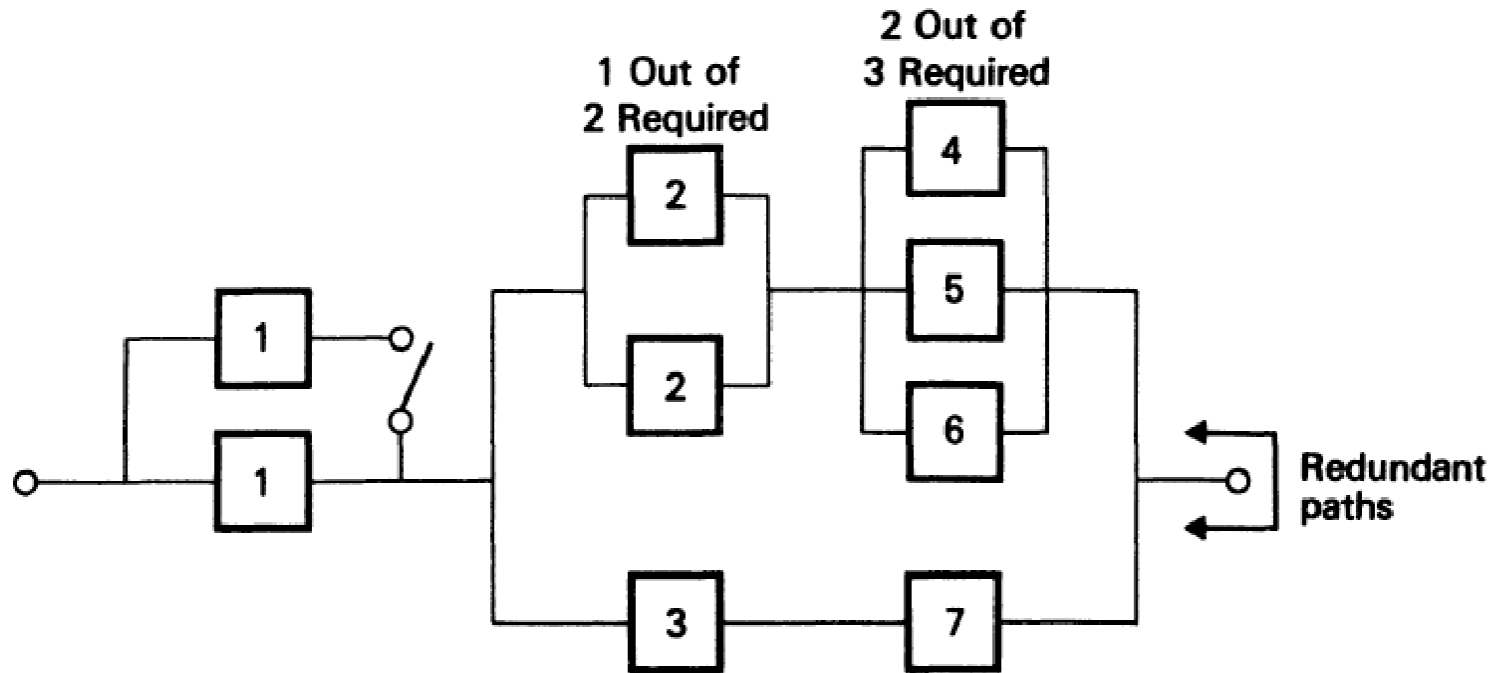 2 Out of
3 Required
1 Out of
2 Required
4
2
5
1
2
6
1
Redundant
paths
3
7